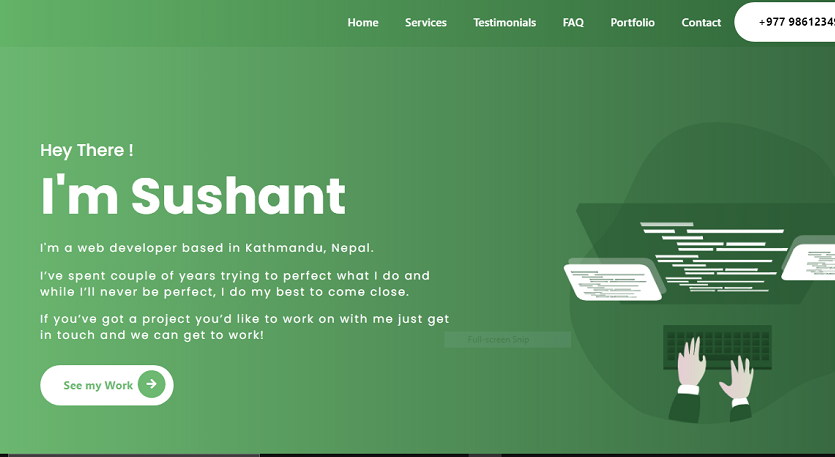 Home Services Testimonials FAQ Portfolio Contact +977 98612349
Hey There !
I'm Sushant
I'm a web developer based in Kathmandu, Nepal.
I've spent couple of years trying to perfect what I do and
while I'll never be perfect, I do my best to come close.
If you've got a project you'd like to work on with me just get
in touch and we can get to work!
Full-screen Snip
See my Work